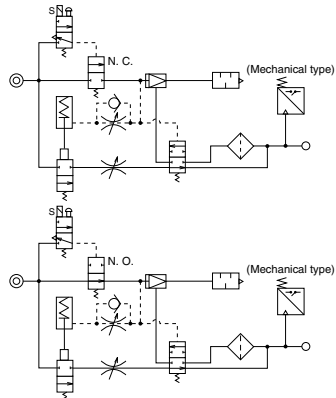 S
N. C.
(Mechanical type)
S
N. O.
(Mechanical type)